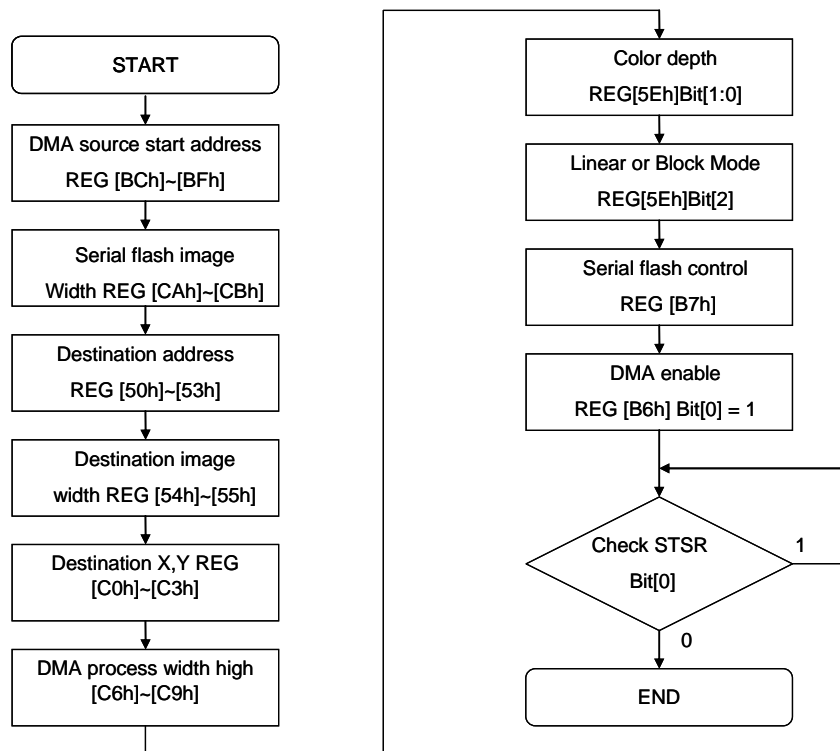 START
DMA source start address
REG [BCh]~[BFh]
Serial flash image
Width REG [CAh]~[CBh]
Destination address
REG [50h]~[53h]
Destination image
width REG [54h]~[55h]
Destination X,Y REG
[C0h]~[C3h]
DMA process width high
[C6h]~[C9h]
Color depth
REG[5Eh]Bit[1:0]
Linear or Block Mode
REG[5Eh]Bit[2]
Serial flash control
REG [B7h]
DMA enable
REG [B6h] Bit[0] = 1
Check STSR
Bit[0]
1
0
END